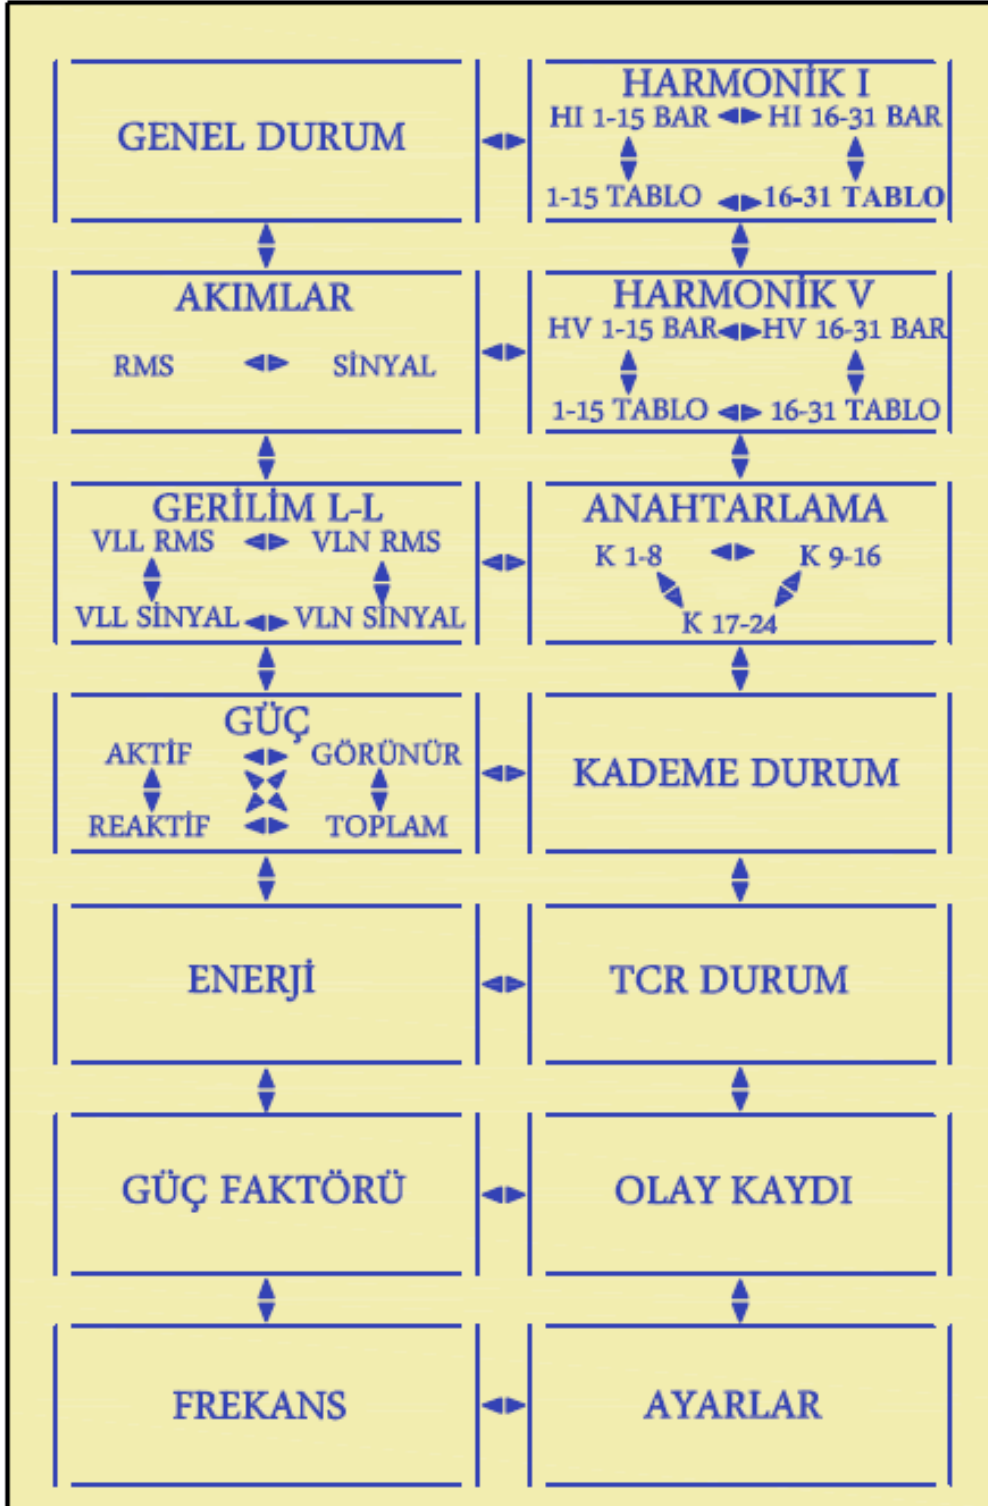 GENEL DURUM
HARMONİK I
HI 1-15 BAR HI 16-31 BAR
1-15 TABLO 16-31 TABLO
AKIMLAR
RMS SİNYAL
HARMONİK V
HV 1-15 BAR HV 16-31 BAR
1-15 TABLO 16-31 TABLO
GERİLİM L-L
VLL RMS VLN RMS
VLL SİNYAL VLN SİNYAL
ANAHTARLAMA
K 1-8 K 9-16
K 17-24
GÜÇ
AKTİF GÖRÜNÜR
REAKTİF TOPLAM
KADEME DURUM
ENERJİ
TCR DURUM
GÜÇ FAKTÖRÜ
OLAY KAYDI
FREKANS
AYARLAR